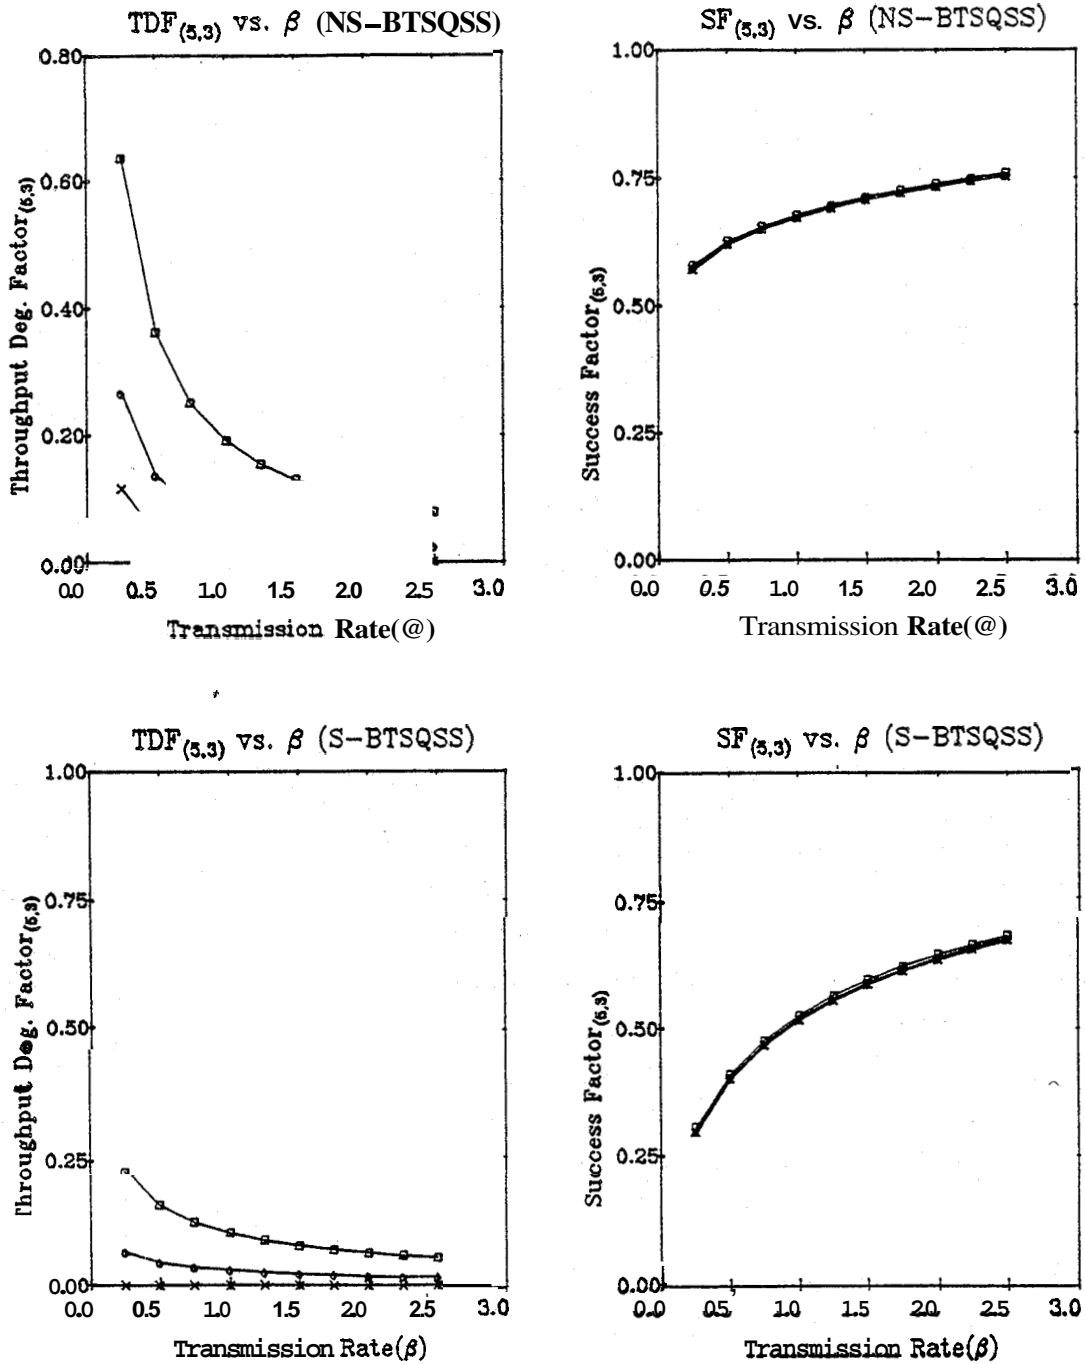 TDF(5,3) vs. β (NS-BTSQSS)
0.80
0.60
0.40
0.20
0.00
Throughput Deg. Factor(5,3)
0.0 0.5 1.0 1.5 2.0 2.5 3.0
Transmission Rate(@)
SF(5,3) vs. β (NS-BTSQSS)
1.00
0.75
0.50
0.25
0.00
Success Factor(5,3)
0.0 0.5 1.0 1.5 2.0 2.5 3.0
Transmission Rate(@)
TDF(5,3) vs. β (S-BTSQSS)
1.00
0.75
0.50
0.25
0.00
Throughput Deg. Factor(5,3)
0.0 0.5 1.0 1.5 2.0 2.5 3.0
Transmission Rate(β)
SF(5,3) vs. β (S-BTSQSS)
1.00
0.75
0.50
0.25
0.00
Success Factor(5,3)
0.0 0.5 1.0 1.5 2.0 2.5 3.0
Transmission Rate(β)